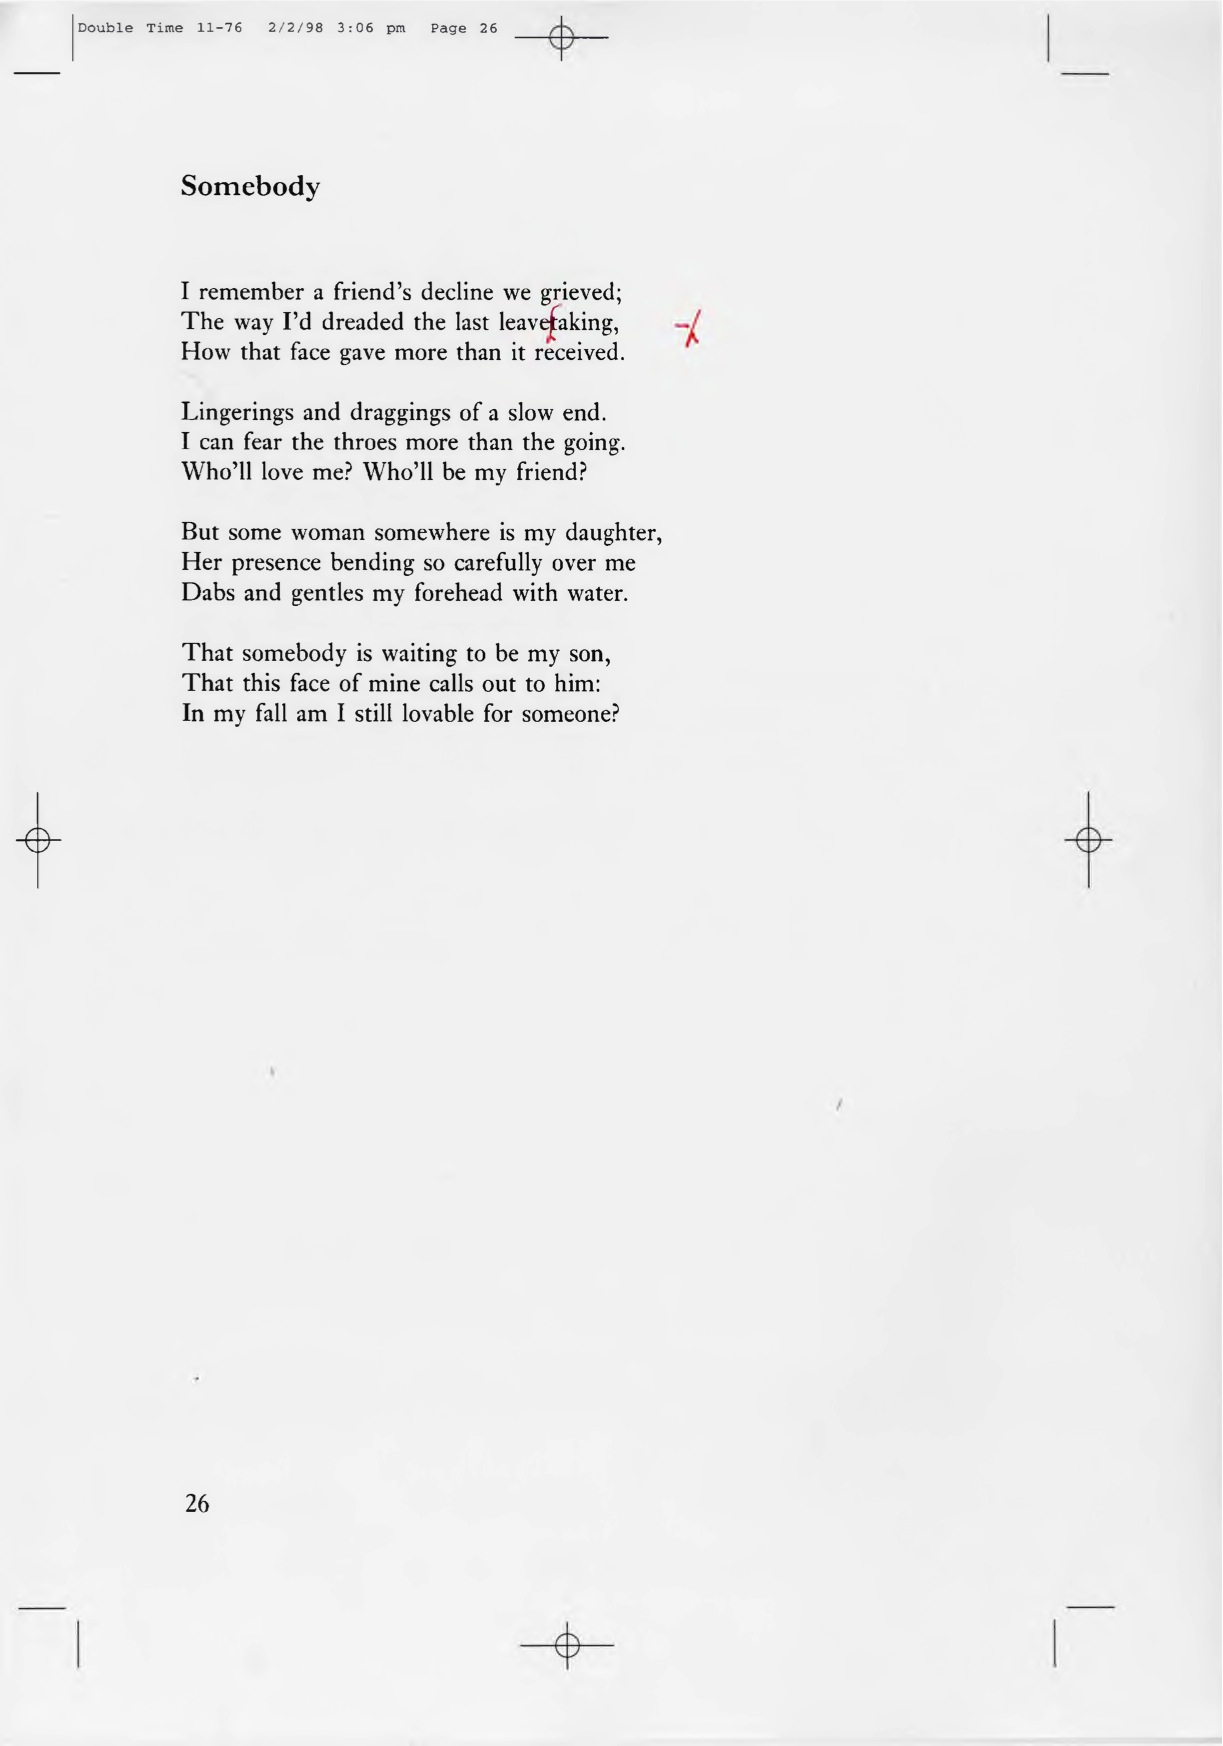 Double Time 11-76 2/2/98 3:06 pm Page 26
Somebody
I remember a friend's decline we grieved;
The way I'd dreaded the last leavetaking,
How that face gave more than it received.
Lingerings and draggings of a slow end.
I can fear the throes more than the going.
Who'll love me? Who'll be my friend?
But some woman somewhere is my daughter,
Her presence bending so carefully over me
Dabs and gentles my forehead with water.
That somebody is waiting to be my son,
That this face of mine calls out to him:
In my fall am I still lovable for someone?
26